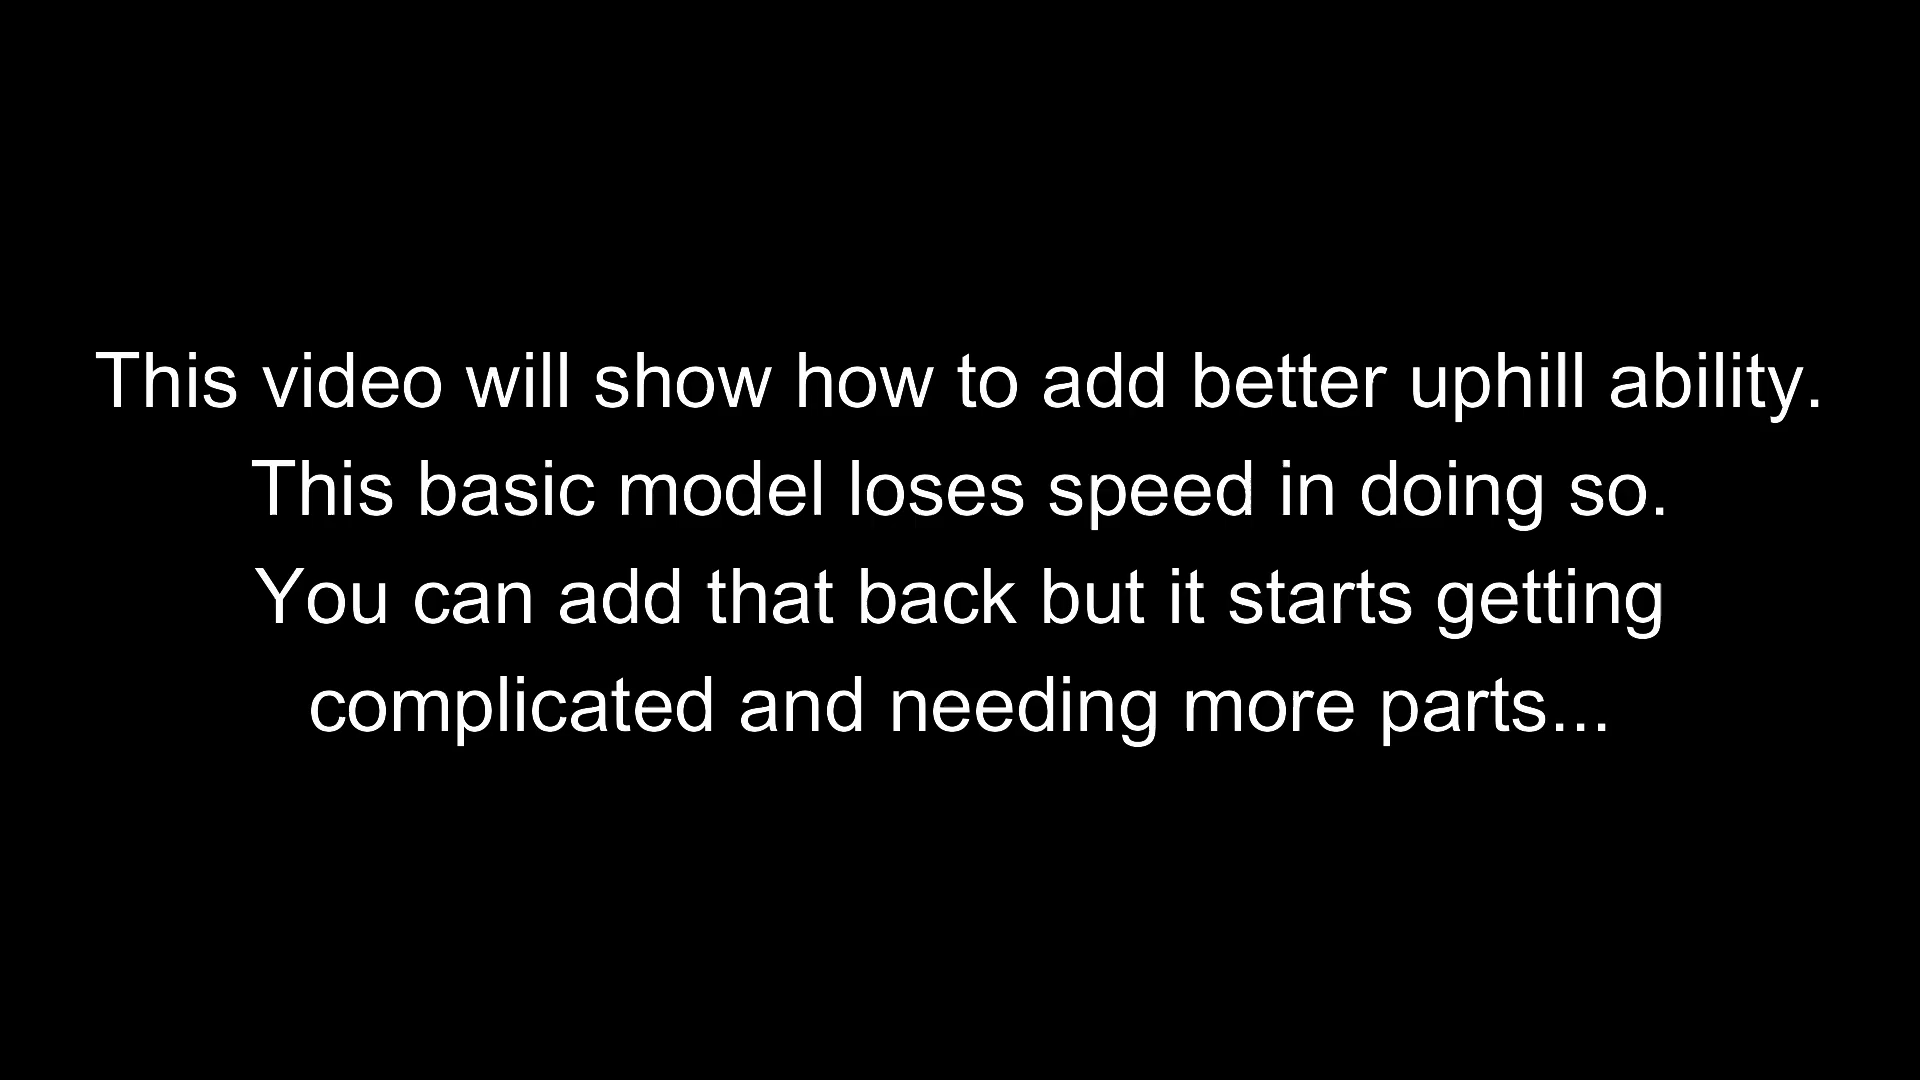 This video will show how to add better uphill ability.
This basic model loses speed in doing so.
You can add that back but it starts getting
complicated and needing more parts...